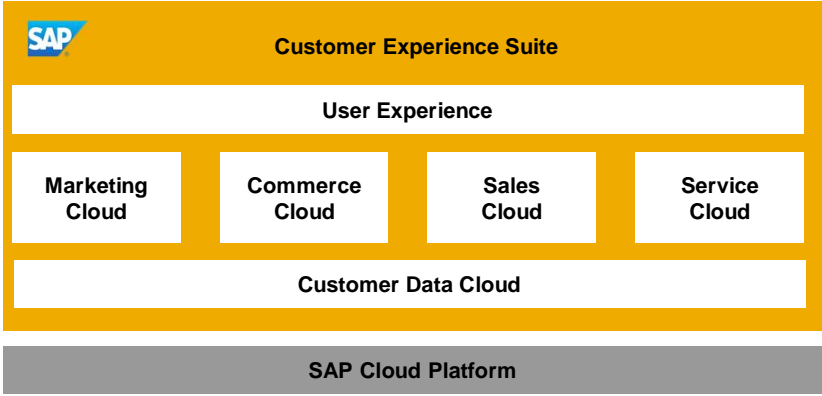 SAP
Customer Experience Suite
User Experience
Marketing
Cloud
Commerce
Cloud
Sales
Cloud
Service
Cloud
Customer Data Cloud
SAP Cloud Platform